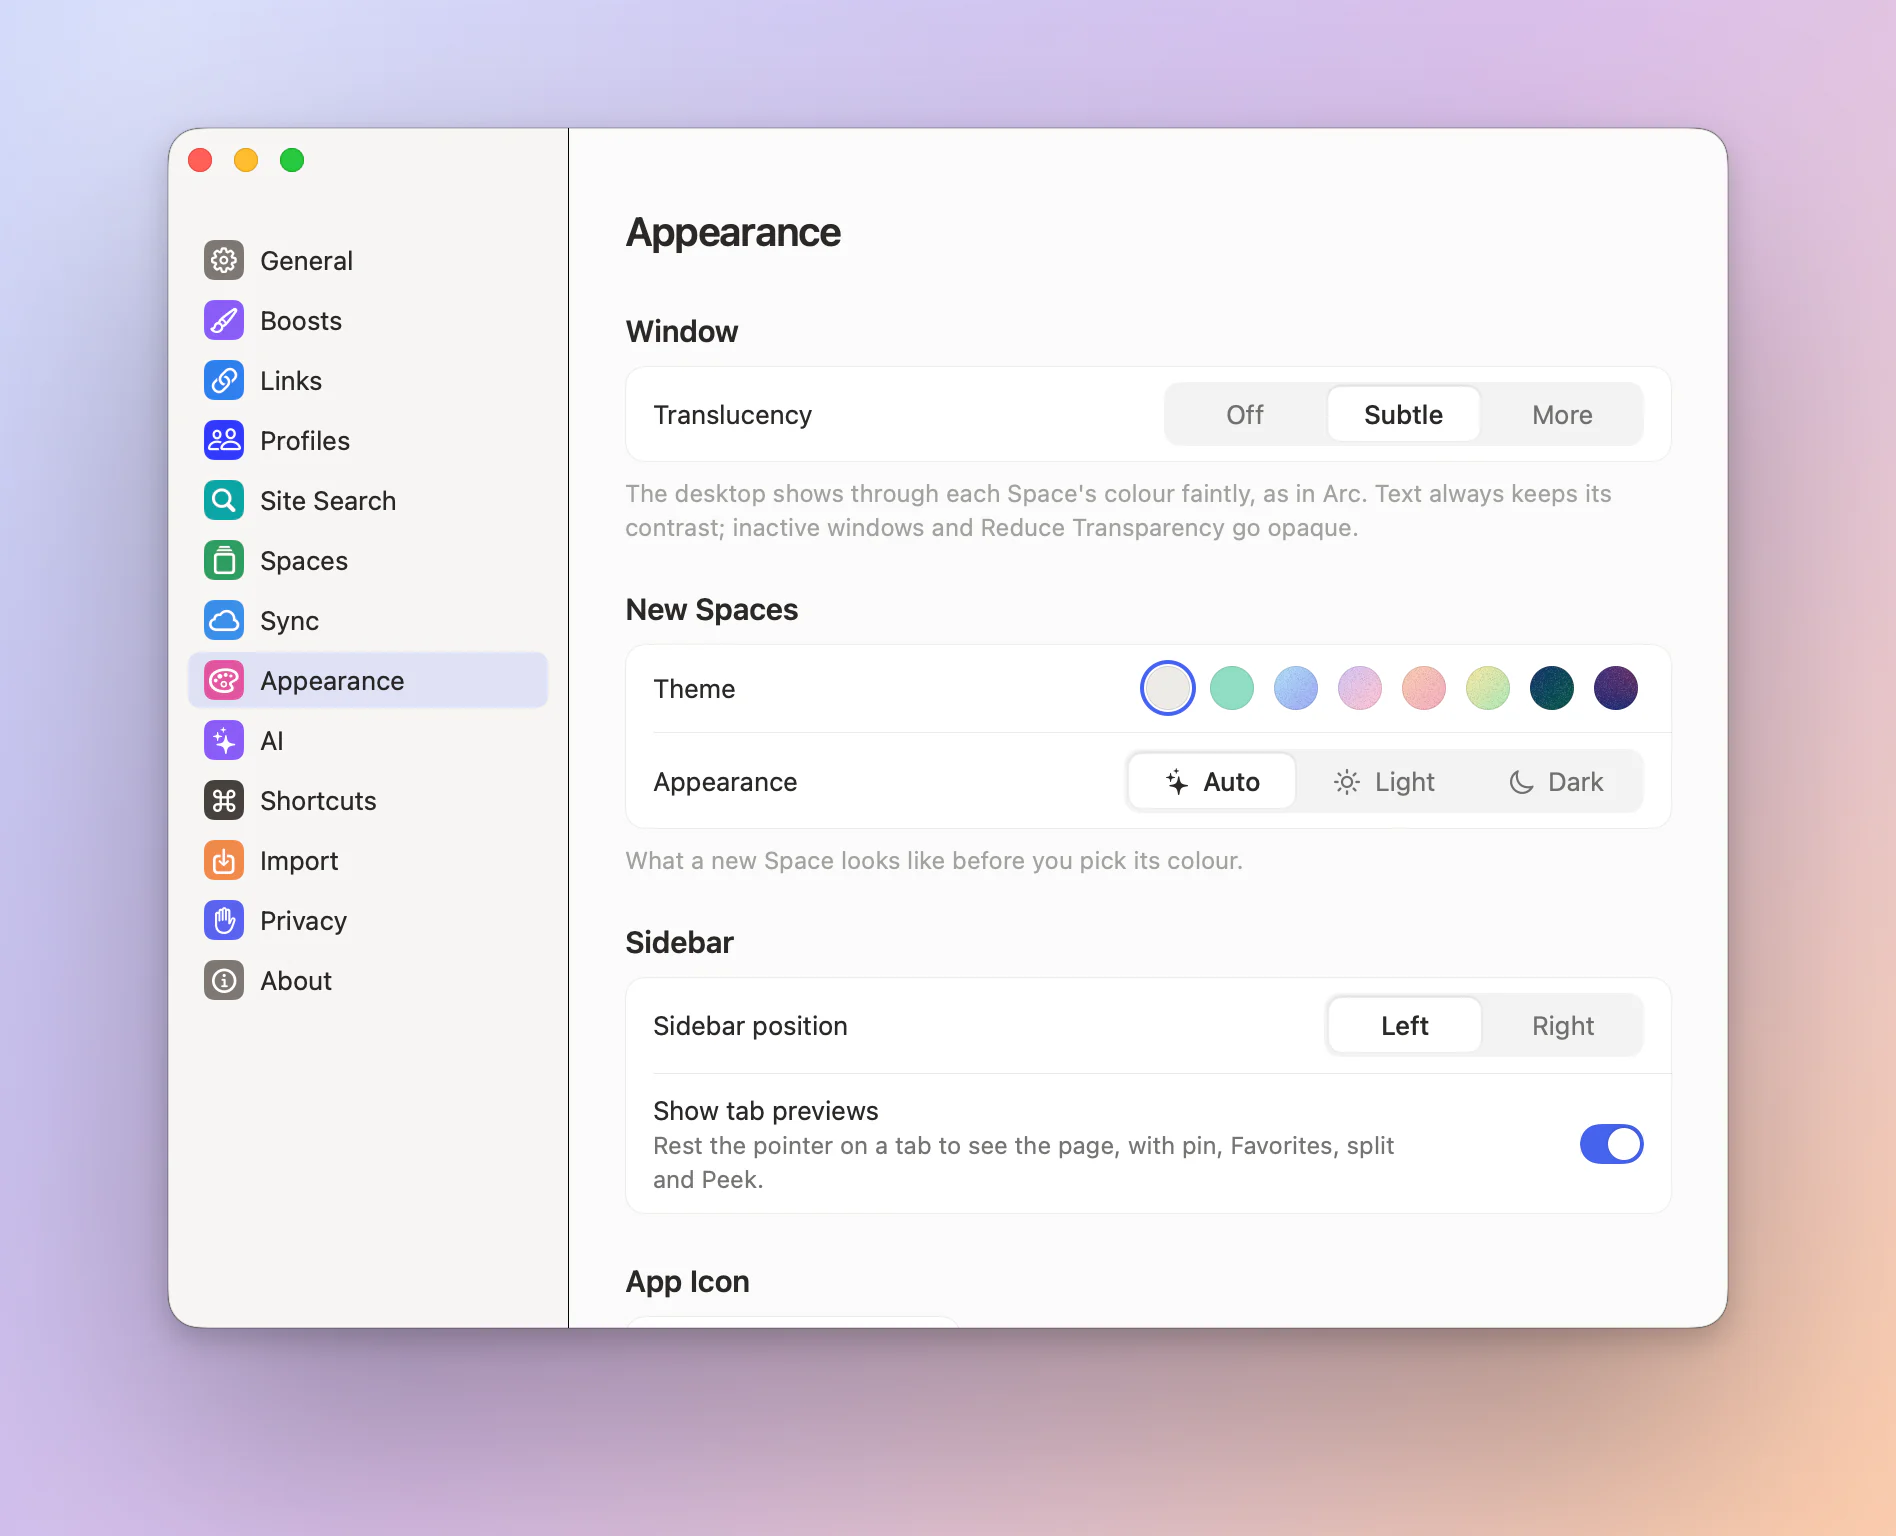 Appearance
General
Boosts
Links
Profiles
Site Search
Spaces
Sync
Appearance
AI
Shortcuts
Import
Privacy
About
Window
Translucency
Off
Subtle
More
The desktop shows through each Space's colour faintly, as in Arc. Text always keeps its
contrast; inactive windows and Reduce Transparency go opaque.
New Spaces
Theme
Appearance
Auto
Light
Dark
What a new Space looks like before you pick its colour.
Sidebar
Sidebar position
Left
Right
Show tab previews
Rest the pointer on a tab to see the page, with pin, Favorites, split
and Peek.
App Icon